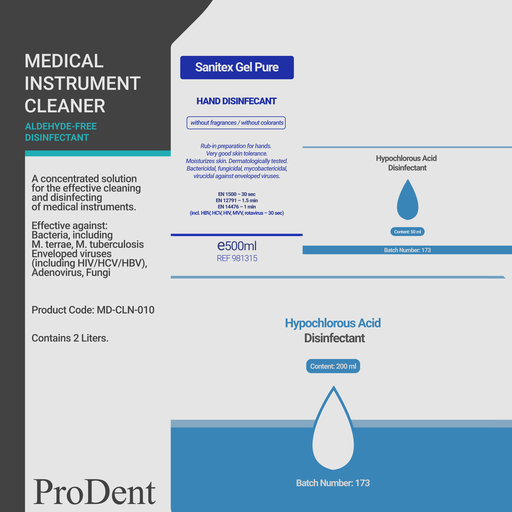 MEDICAL
INSTRUMENT
CLEANER
ALDEHYDE-FREE
DISINFECTANT
A concentrated solution
for the effective cleaning
and disinfecting
of medical instruments.
Effective against:
Bacteria, including
M. terrae, M. tuberculosis
Enveloped viruses
(including HIV/HCV/HBV),
Adenovirus, Fungi
Product Code: MD-CLN-010
Contains 2 Liters.
ProDent
Sanitex Gel Pure
HAND DISINFECANT
without fragrances / without colorants
Rub-in preparation for hands.
Very good skin tolerance.
Moisturizes skin. Dermatologically tested.
Bactericidal, fungicidal, mycobactericidal,
virucidal against enveloped viruses.
EN 1500 – 30 sec
EN 12791 – 1.5 min
EN 14476 – 1 min
(incl. HBV, HCV, HIV, MVV, rotavirus – 30 sec)
e500ml
REF 981315
Hypochlorous Acid
Disinfectant
Content: 50 ml
Batch Number: 173
Hypochlorous Acid
Disinfectant
Content: 200 ml
Batch Number: 173